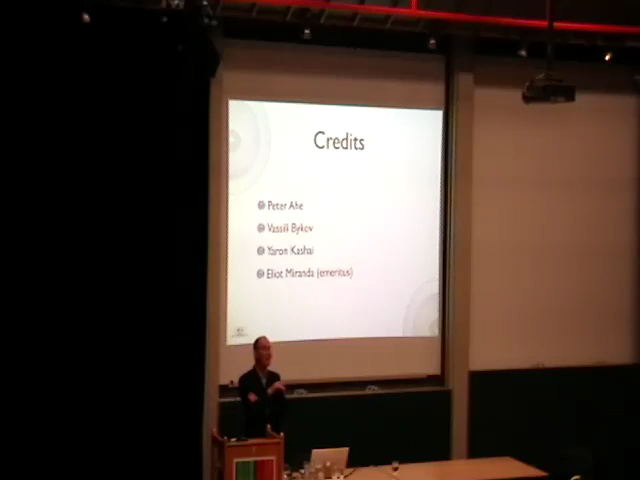 Credits
Peter Ahe
Vassili Bykov
Yaron Kashai
Eliot Miranda (emeritus)